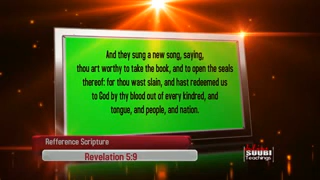 And they sung a new song, saying,
thou art worthy to take the book, and to open the seals
thereof: for thou wast slain, and hast redeemed us
to God by thy blood out of every kindred, and
tongue, and people, and nation.
Refference Scripture
Revelation 5:9
SUUBI
Teachings